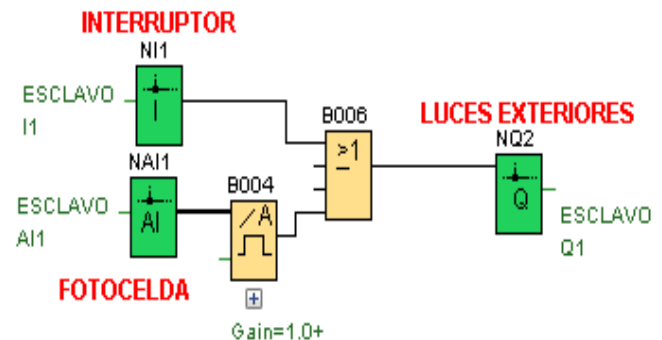 INTERRUPTOR
NI1
ESCLAVO
I1
I
B006
>1
LUCES EXTERIORES
NQ2
Q
ESCLAVO
Q1
NAI1
ESCLAVO
AI1
AI
B004
/A
FOTOCELDA
Gain=1.0+